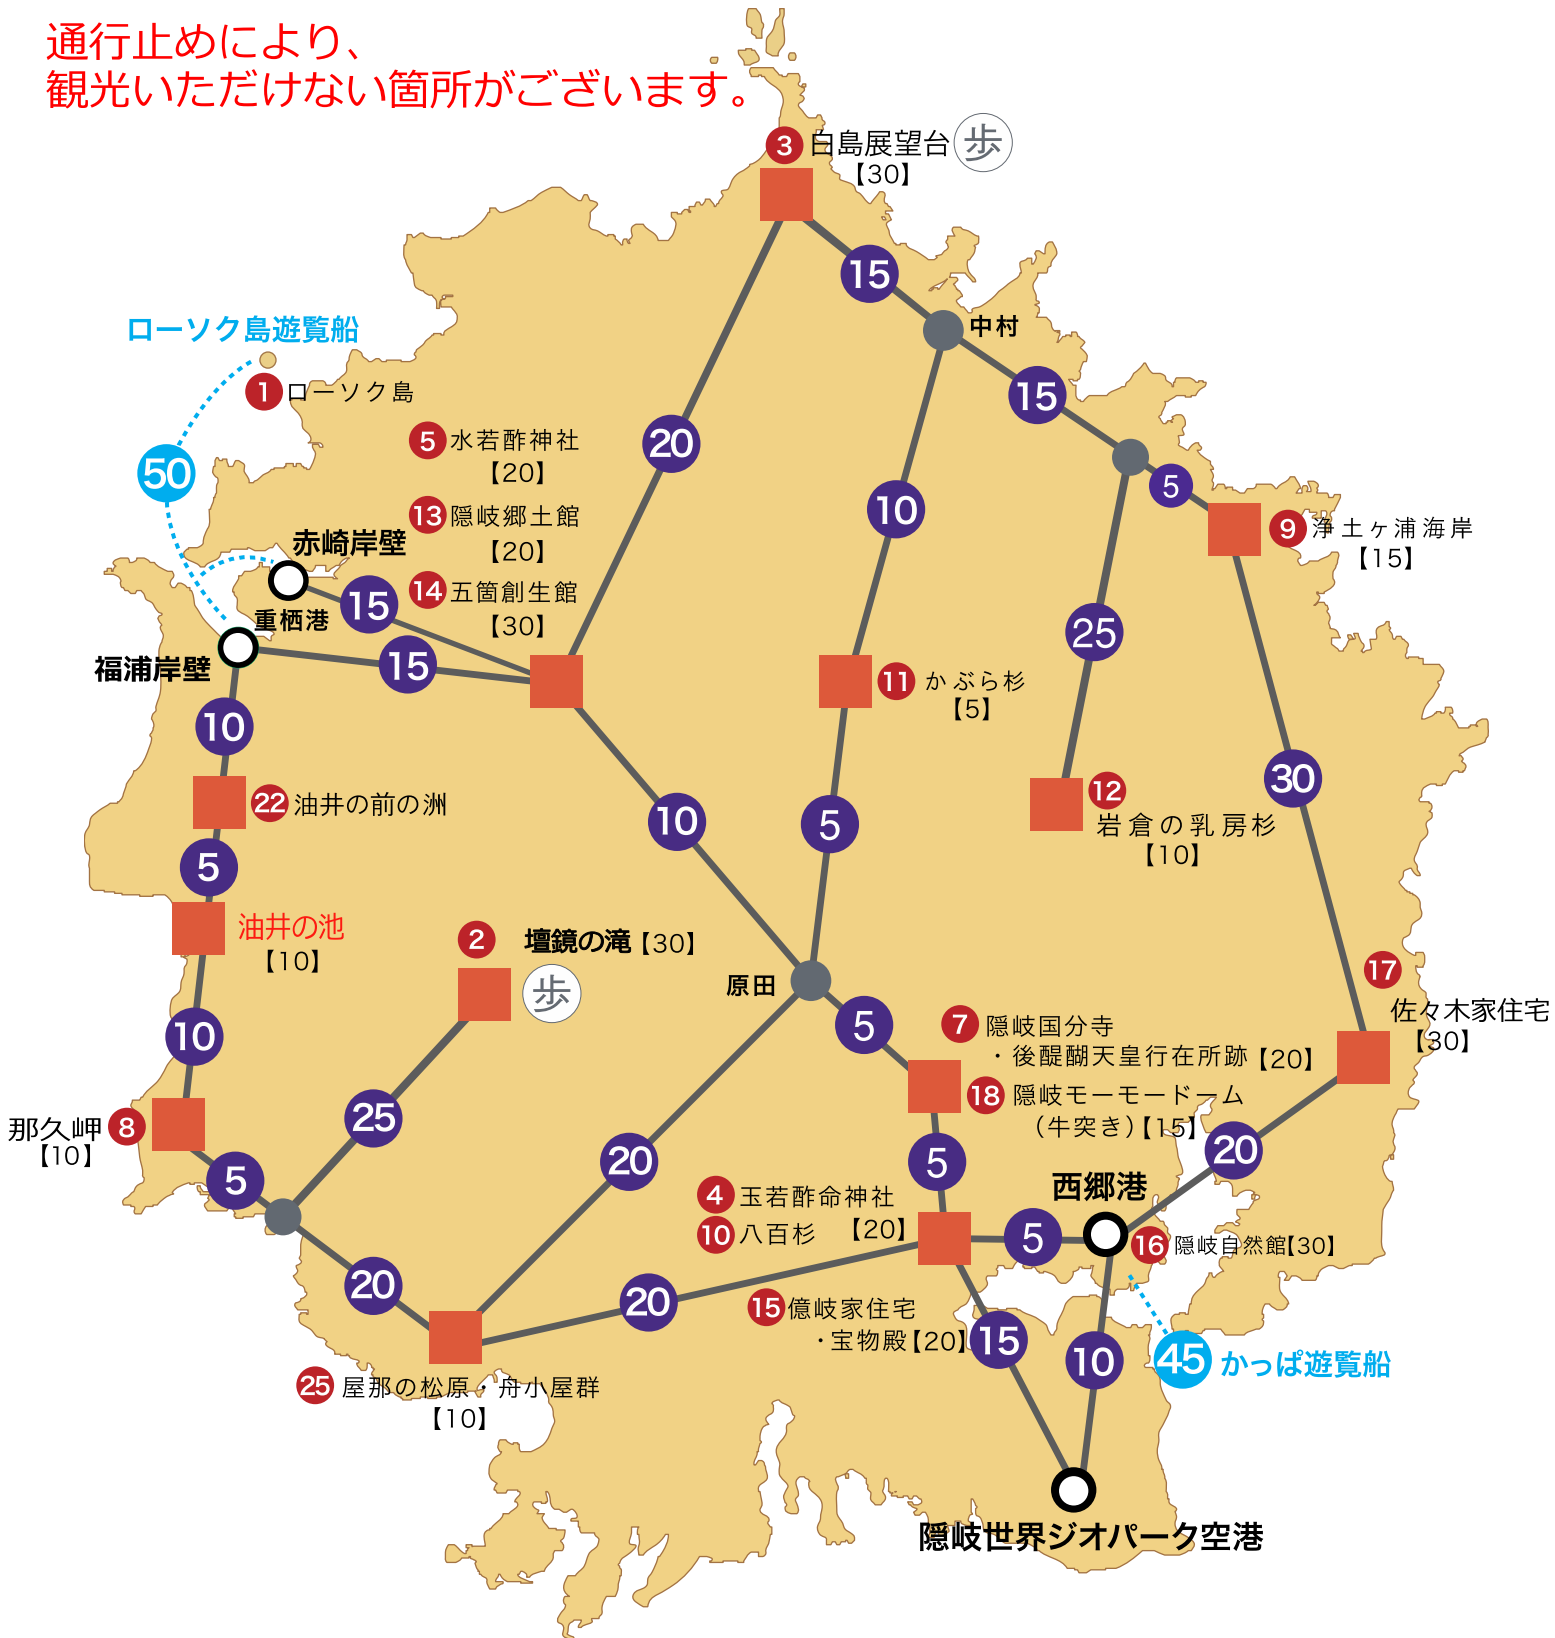 通行止めにより、
観光いただけない箇所がございます。
3 白島展望台 歩
【30】
15
中村
ローソク島遊覧船
1 ローソク島
15
20
5 水若酢神社
【20】
50
5
10
13 隠岐郷土館
【20】
9 浄土ヶ浦海岸
【15】
赤崎岸壁
14 五箇創生館
【30】
15
重栖港
25
福浦岸壁
15
11 かぶら杉
【5】
10
30
22 油井の前の洲
12
岩倉の乳房杉
【10】
10
5
5
油井の池
【10】
2 壇鏡の滝【30】
歩
原田
17
佐々木家住宅
【30】
10
5
7 隠岐国分寺
・後醍醐天皇行在所跡【20】
18 隠岐モーモードーム
（牛突き）【15】
那久岬 8
【10】
25
20
5
20
5
4 玉若酢命神社
10 八百杉 【20】
西郷港
5
16 隠岐自然館【30】
20
20
15 億岐家住宅
・宝物殿【20】
15
10
45 かっぱ遊覧船
25 屋那の松原・舟小屋群
【10】
隠岐世界ジオパーク空港